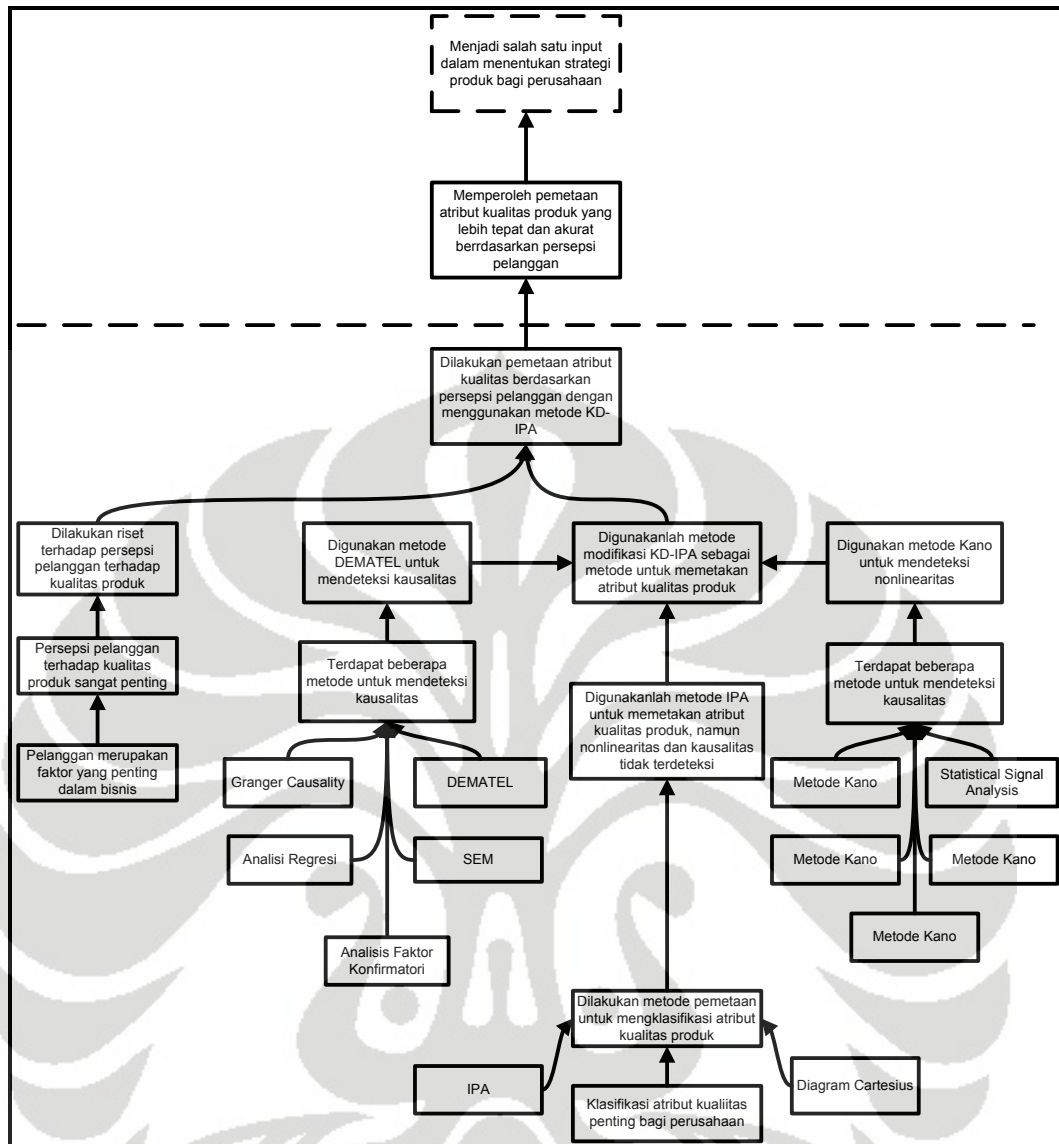 Menjadi salah satu input
dalam menentukan strategi
produk bagi perusahaan
Memperoleh pemetaan
atribut kualitas produk yang
lebih tepat dan akurat
berrdasarkan persepsi
pelanggan
Dilakukan pemetaan atribut
kualitas berdasarkan
persepsi pelanggan dengan
menggunakan metode KD-
IPA
Dilakukan riset
terhadap persepsi
pelanggan terhadap
kualitas produk
Digunakan metode
DEMATEL untuk
mendeteksi kausalitas
Digunakanlah metode
modifikasi KD-IPA sebagai
metode untuk memetakan
atribut kualitas produk
Digunakan metode Kano
untuk mendeteksi
nonlinearitas
Persepsi pelanggan
terhadap kualitas
produk sangat penting
Terdapat beberapa
metode untuk mendeteksi
kausalitas
Digunakanlah metode IPA
untuk memetakan atribut
kualitas produk, namun
nonlinearitas dan kausalitas
tidak terdeteksi
Terdapat beberapa
metode untuk mendeteksi
kausalitas
Pelanggan merupakan
faktor yang penting
dalam bisnis
Granger Causality
DEMATEL
Metode Kano
Statistical Signal
Analysis
Analisi Regresi
SEM
Metode Kano
Metode Kano
Analisis Faktor
Konfirmatori
Metode Kano
Dilakukan metode pemetaan
untuk mengklasifikasi atribut
kualitas produk
IPA
Diagram Cartesius
Klasifikasi atribut kualiitas
penting bagi perusahaan